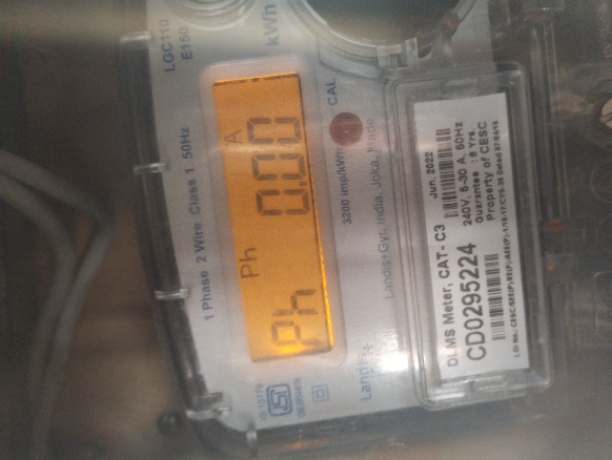 LGC110
E150
kWh
1 Phase 2 Wire Class 1 50Hz
Ph A
Ph 0.00
CAL
3200 imp/kWh
Landis+Gyr, India, Joka,
Landis+
IS 13779
Jun. 2022
DLMS Meter, CAT- C3
240V, 5-30 A, 50Hz
CD0295224
Guarantee : 5 Yrs.
Property of CESC